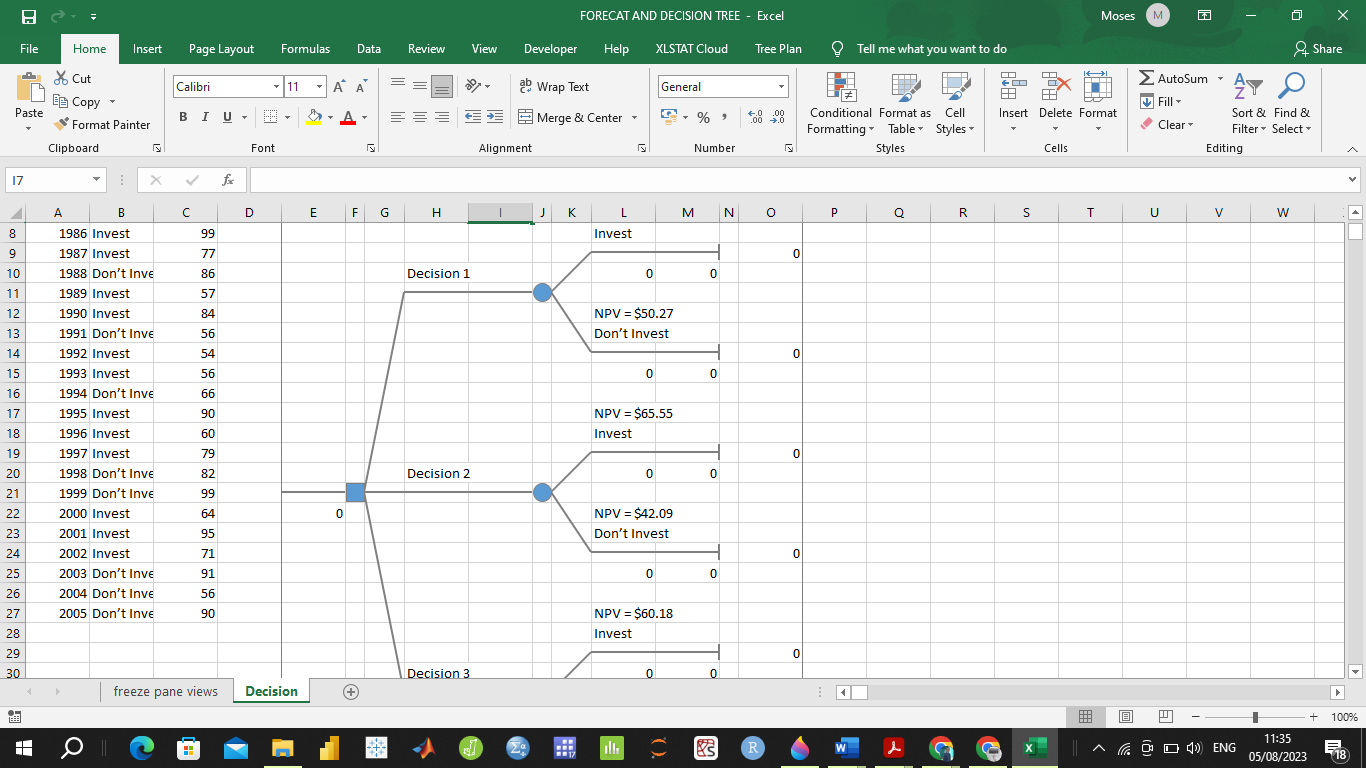 FORECAT AND DECISION TREE - Excel
Moses M
File Home Insert Page Layout Formulas Data Review View Developer Help XLSTAT Cloud Tree Plan Tell me what you want to do Share
Paste Cut Copy Format Painter
Calibri 11
B I U
Wrap Text
Merge & Center
General
% ,
Conditional Formatting Format as Table Cell Styles
Insert Delete Format
AutoSum Fill Clear
Sort & Filter Find & Select
Clipboard Font Alignment Number Styles Cells Editing
I7 fx
A B C D E F G H I J K L M N O P Q R S T U V W
8 1986 Invest 99 Invest
9 1987 Invest 77 0
10 1988 Don't Inve 86 Decision 1 0 0
11 1989 Invest 57
12 1990 Invest 84 NPV = $50.27
13 1991 Don't Inve 56 Don't Invest
14 1992 Invest 54 0
15 1993 Invest 56 0 0
16 1994 Don't Inve 66
17 1995 Invest 90 NPV = $65.55
18 1996 Invest 60 Invest
19 1997 Invest 79 0
20 1998 Don't Inve 82 Decision 2 0 0
21 1999 Don't Inve 99
22 2000 Invest 64 0 NPV = $42.09
23 2001 Invest 95 Don't Invest
24 2002 Invest 71 0
25 2003 Don't Inve 91 0 0
26 2004 Don't Inve 56
27 2005 Don't Inve 90 NPV = $60.18
28 Invest
29 0
30 Decision 3 0 0
freeze pane views Decision
100%
ENG 11:35
05/08/2023 18